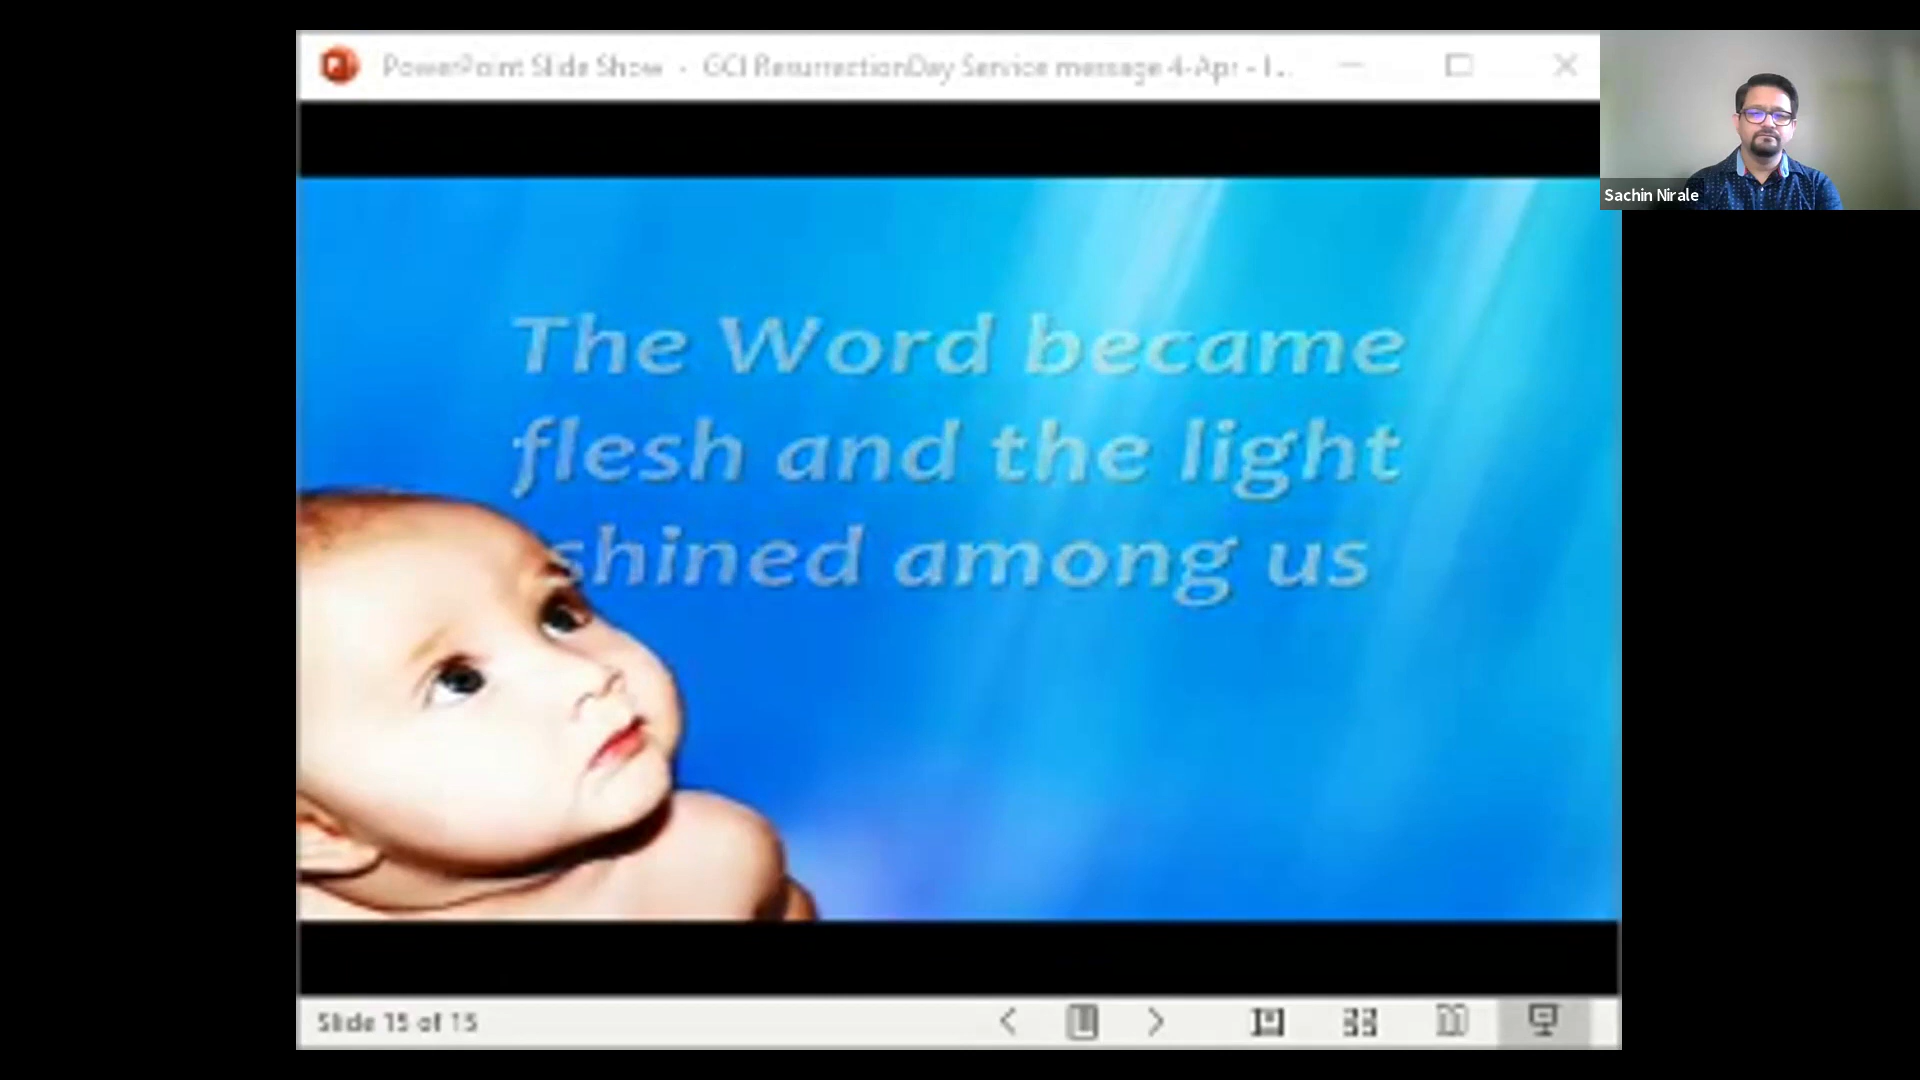 PowerPoint Slide Show - GCI ResurrectionDay Service message 4-Apr - I...
Sachin Nirale
The Word became
flesh and the light
shined among us
Slide 15 of 15